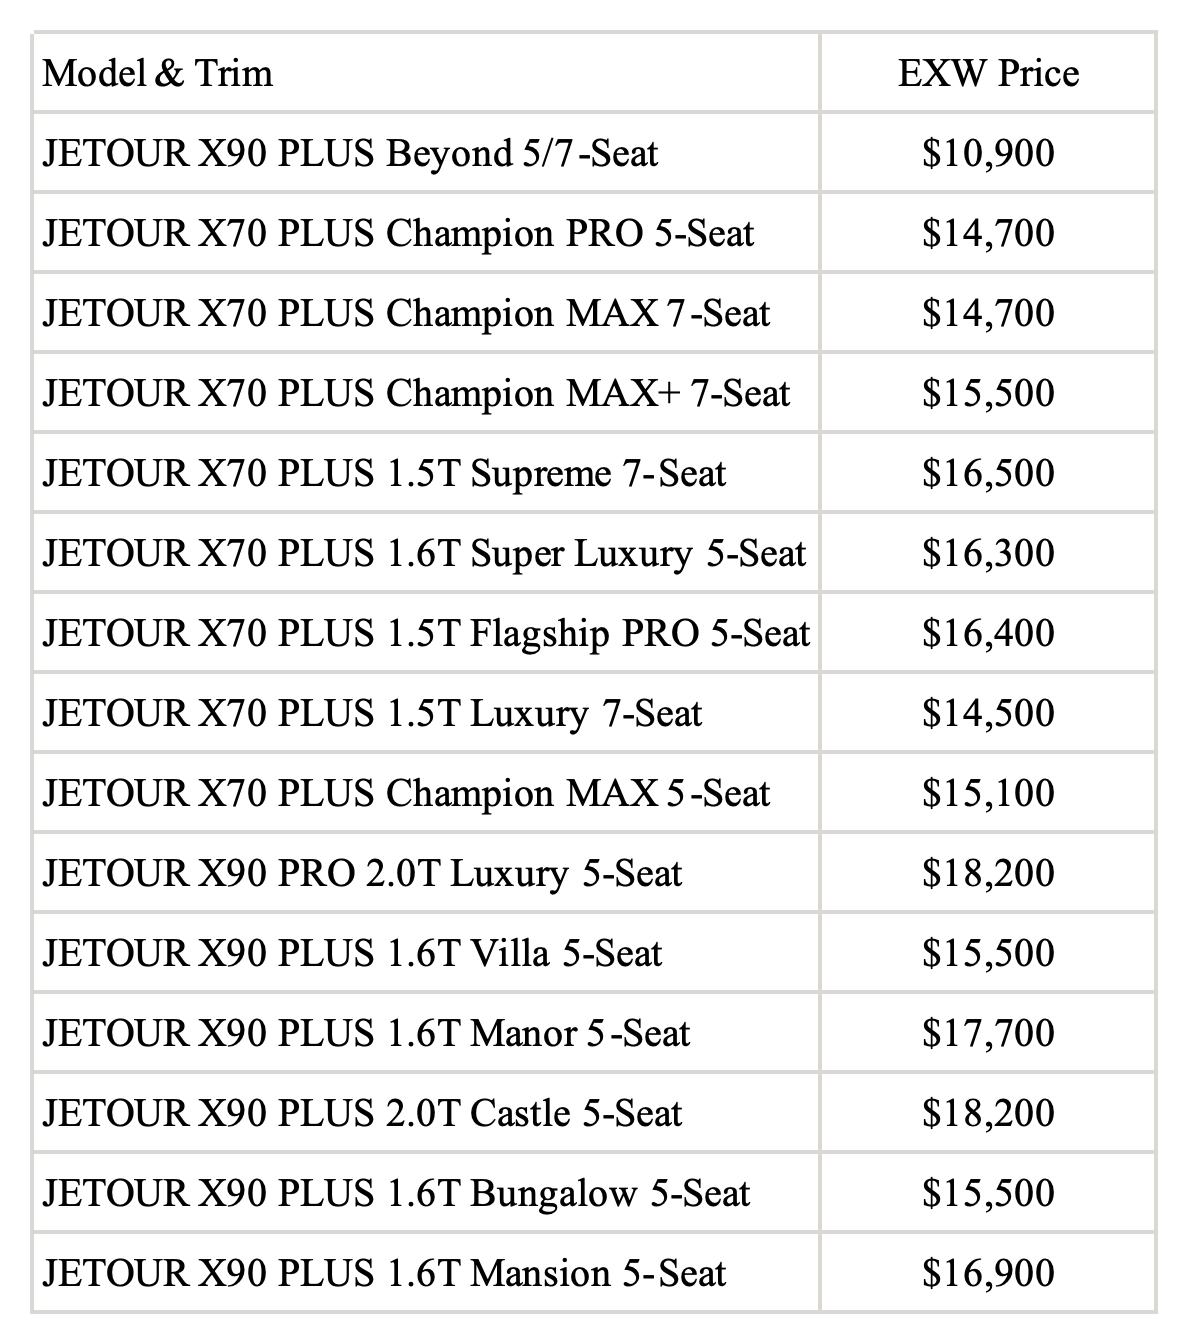 Model & Trim EXW Price
JETOUR X90 PLUS Beyond 5/7-Seat $10,900
JETOUR X70 PLUS Champion PRO 5-Seat $14,700
JETOUR X70 PLUS Champion MAX 7-Seat $14,700
JETOUR X70 PLUS Champion MAX+ 7-Seat $15,500
JETOUR X70 PLUS 1.5T Supreme 7-Seat $16,500
JETOUR X70 PLUS 1.6T Super Luxury 5-Seat $16,300
JETOUR X70 PLUS 1.5T Flagship PRO 5-Seat $16,400
JETOUR X70 PLUS 1.5T Luxury 7-Seat $14,500
JETOUR X70 PLUS Champion MAX 5-Seat $15,100
JETOUR X90 PRO 2.0T Luxury 5-Seat $18,200
JETOUR X90 PLUS 1.6T Villa 5-Seat $15,500
JETOUR X90 PLUS 1.6T Manor 5-Seat $17,700
JETOUR X90 PLUS 2.0T Castle 5-Seat $18,200
JETOUR X90 PLUS 1.6T Bungalow 5-Seat $15,500
JETOUR X90 PLUS 1.6T Mansion 5-Seat $16,900